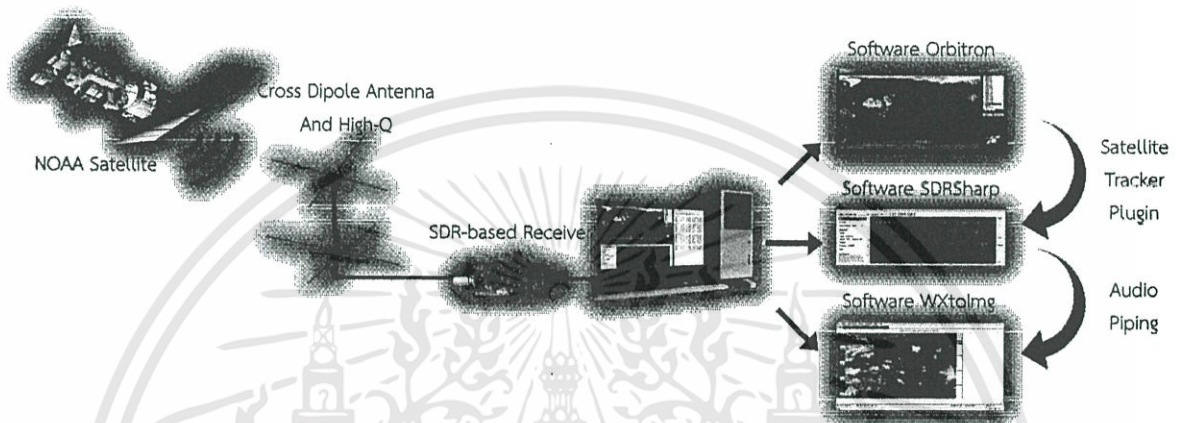 NOAA Satellite
Cross Dipole Antenna
And High-Q
SDR-based Receive
Software Orbitron
Software SDRSharp
Software WXtoImg
Satellite
Tracker
Plugin
Audio
Piping